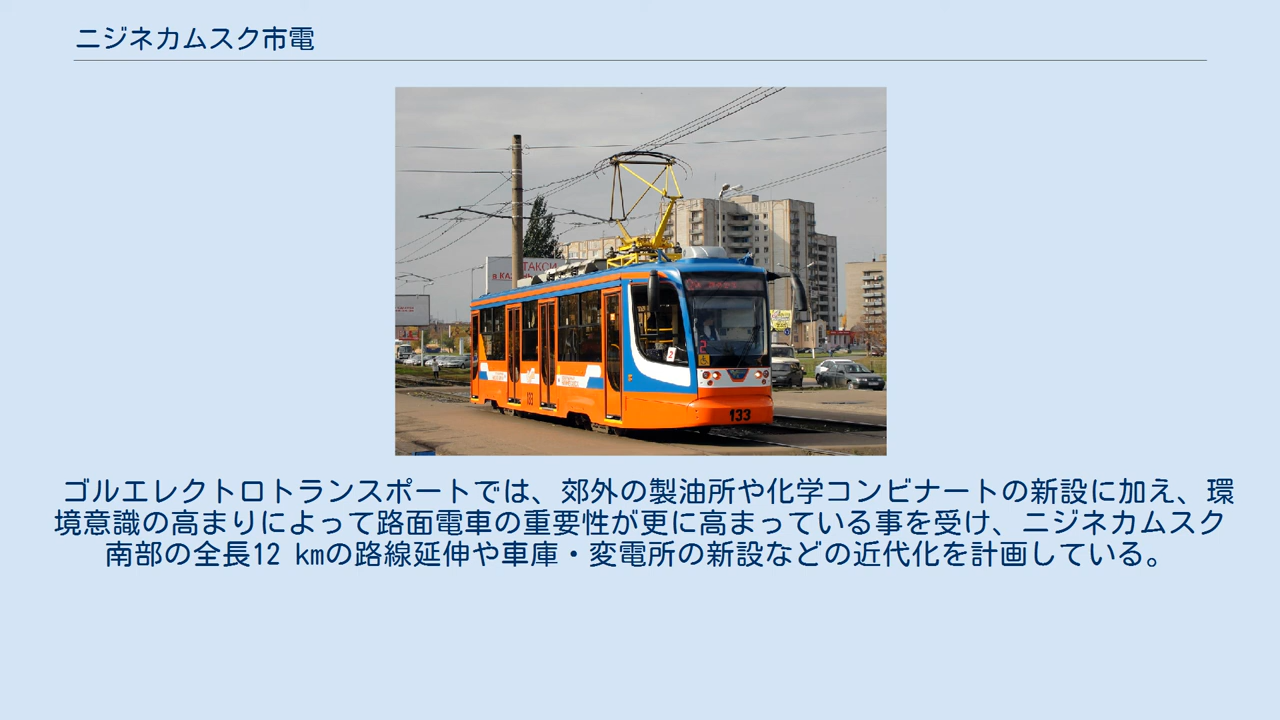 ニジネカムスク市電
ТАКСИ
133
133
2
2
ゴルエレクトロトランスポートでは、郊外の製油所や化学コンビナートの新設に加え、環
境意識の高まりによって路面電車の重要性が更に高まっている事を受け、ニジネカムスク
南部の全長12 kmの路線延伸や車庫・変電所の新設などの近代化を計画している。